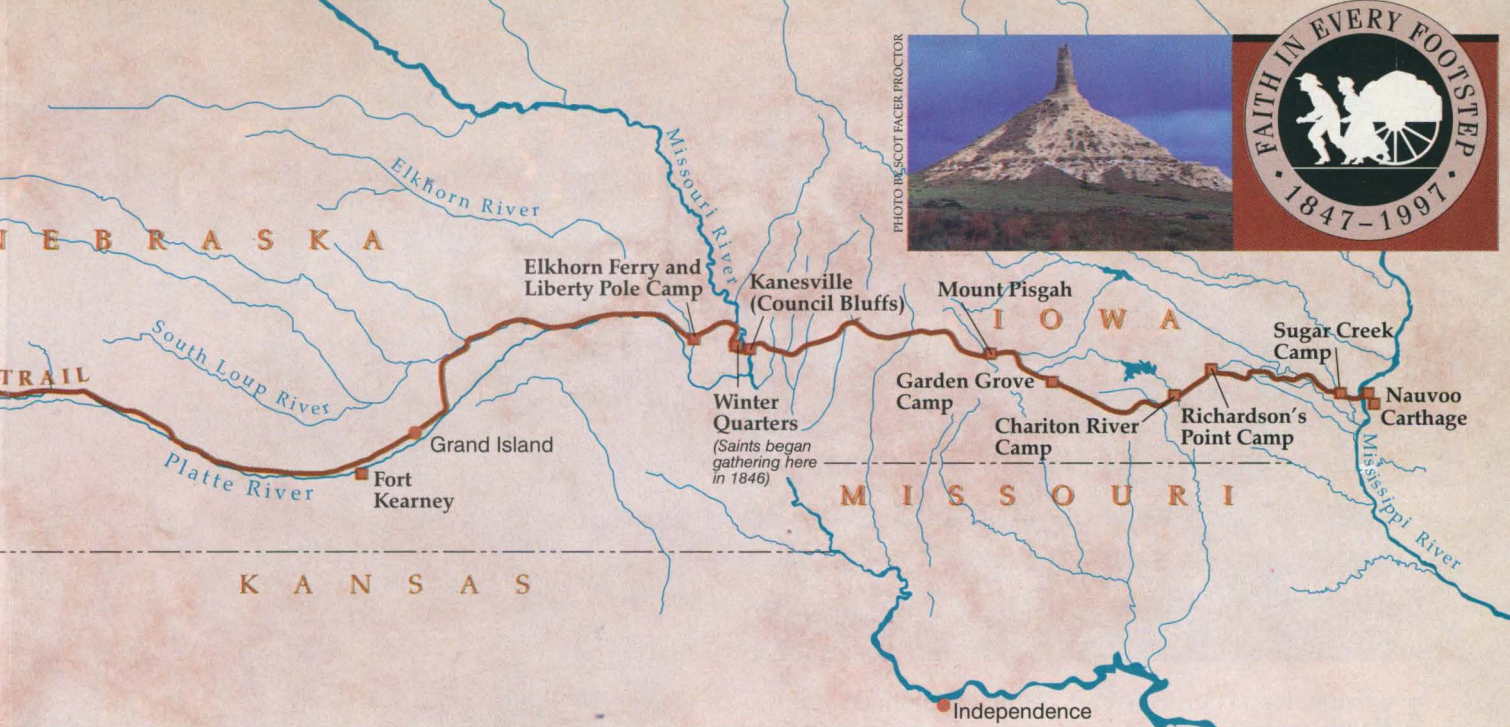 PHOTO BY SCOT FACER PROCTOR
FAITH IN EVERY FOOTSTEP
• 1847–1997 •
Missouri River
Elkhorn River
NEBRASKA
Elkhorn Ferry and
Liberty Pole Camp
Kanesville
(Council Bluffs)
Mount Pisgah
IOWA
Sugar Creek
Camp
South Loup River
TRAIL
Garden Grove
Camp
Nauvoo
Carthage
Winter
Quarters
(Saints began
gathering here
in 1846)
Chariton River
Camp
Richardson's
Point Camp
Grand Island
Platte River
Fort
Kearney
MISSOURI
Mississippi River
KANSAS
Independence